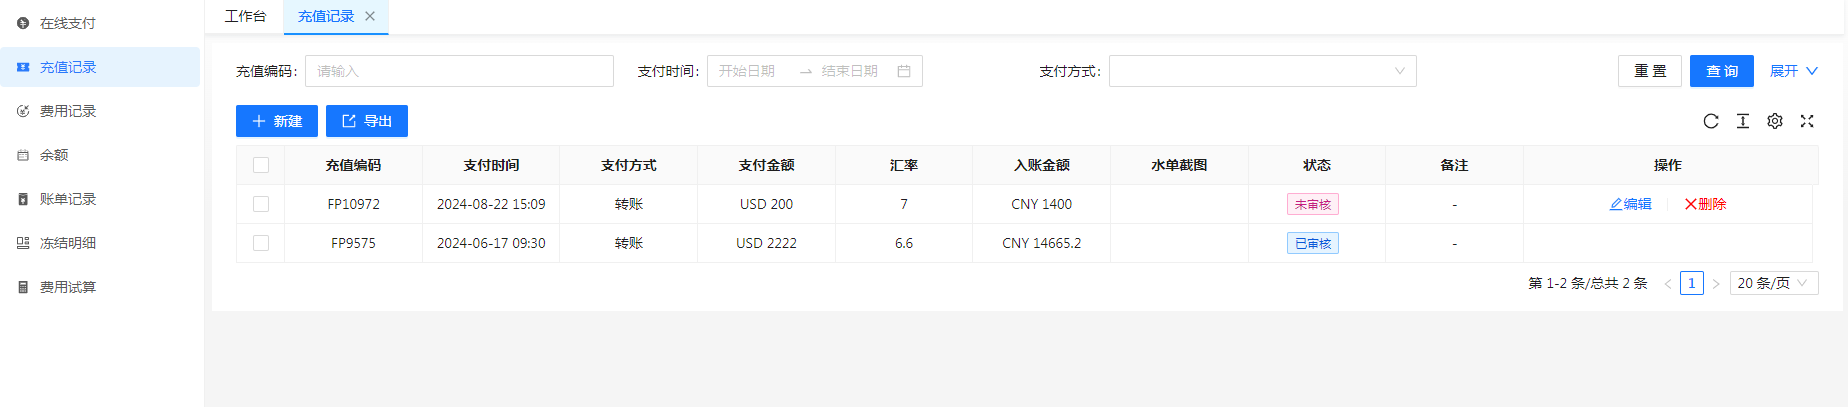 在线支付
充值记录
费用记录
余额
账单记录
冻结明细
费用试算
工作台 充值记录
充值编码: 请输入 支付时间: 开始日期 结束日期 支付方式: 重 置 查 询 展开
新建 导出
充值编码 支付时间 支付方式 支付金额 汇率 入账金额 水单截图 状态 备注 操作
FP10972 2024-08-22 15:09 转账 USD 200 7 CNY 1400 未审核 - 编辑 删除
FP9575 2024-06-17 09:30 转账 USD 2222 6.6 CNY 14665.2 已审核 -
第 1-2 条/总共 2 条 < 1 > 20 条/页